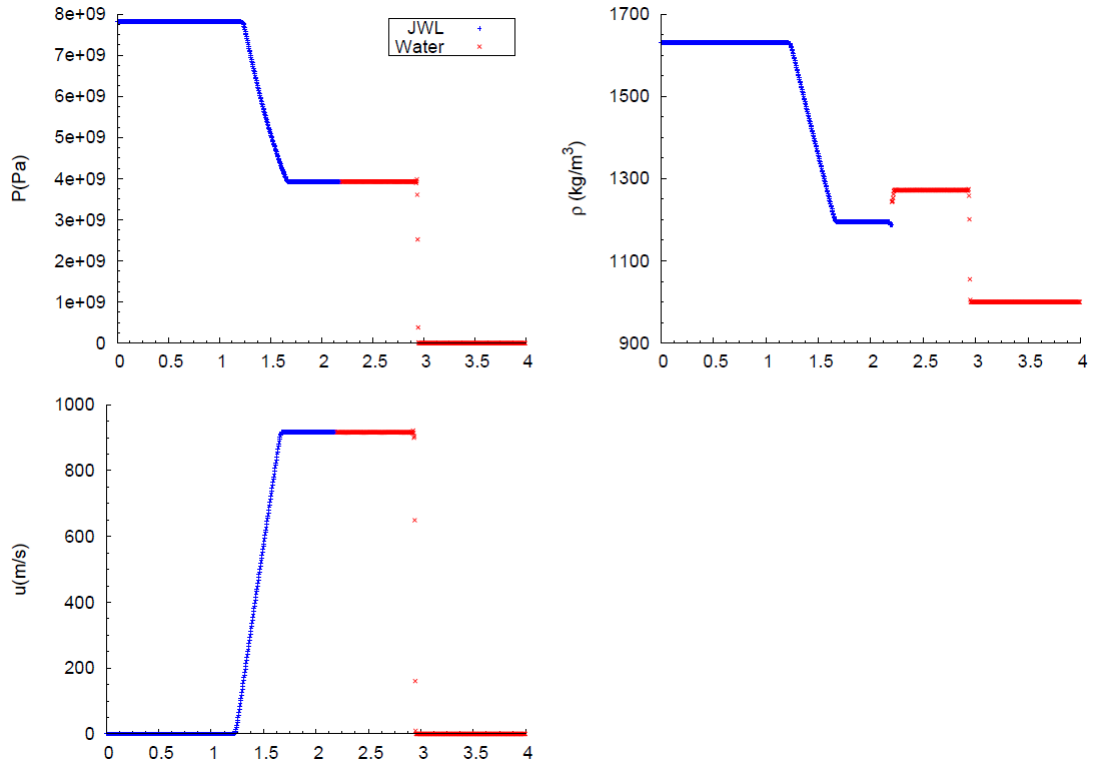 8e+09
7e+09
6e+09
5e+09
4e+09
3e+09
2e+09
1e+09
0
P(Pa)
0 0.5 1 1.5 2 2.5 3 3.5 4
JWL +
Water ×
1700
1500
1300
1100
900
ρ (kg/m³)
0 0.5 1 1.5 2 2.5 3 3.5 4
1000
800
600
400
200
0
u(m/s)
0 0.5 1 1.5 2 2.5 3 3.5 4